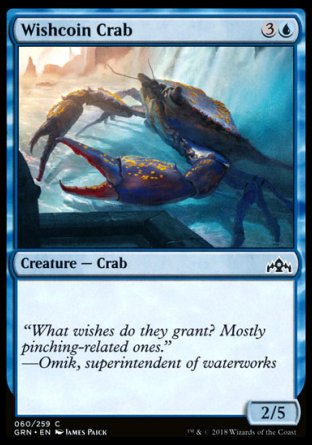 Wishcoin Crab 3
Creature — Crab
“What wishes do they grant? Mostly
pinching-related ones.”
—Omik, superintendent of waterworks
2/5
060/259 C
GRN • EN James Paick
™ & © 2018 Wizards of the Coast